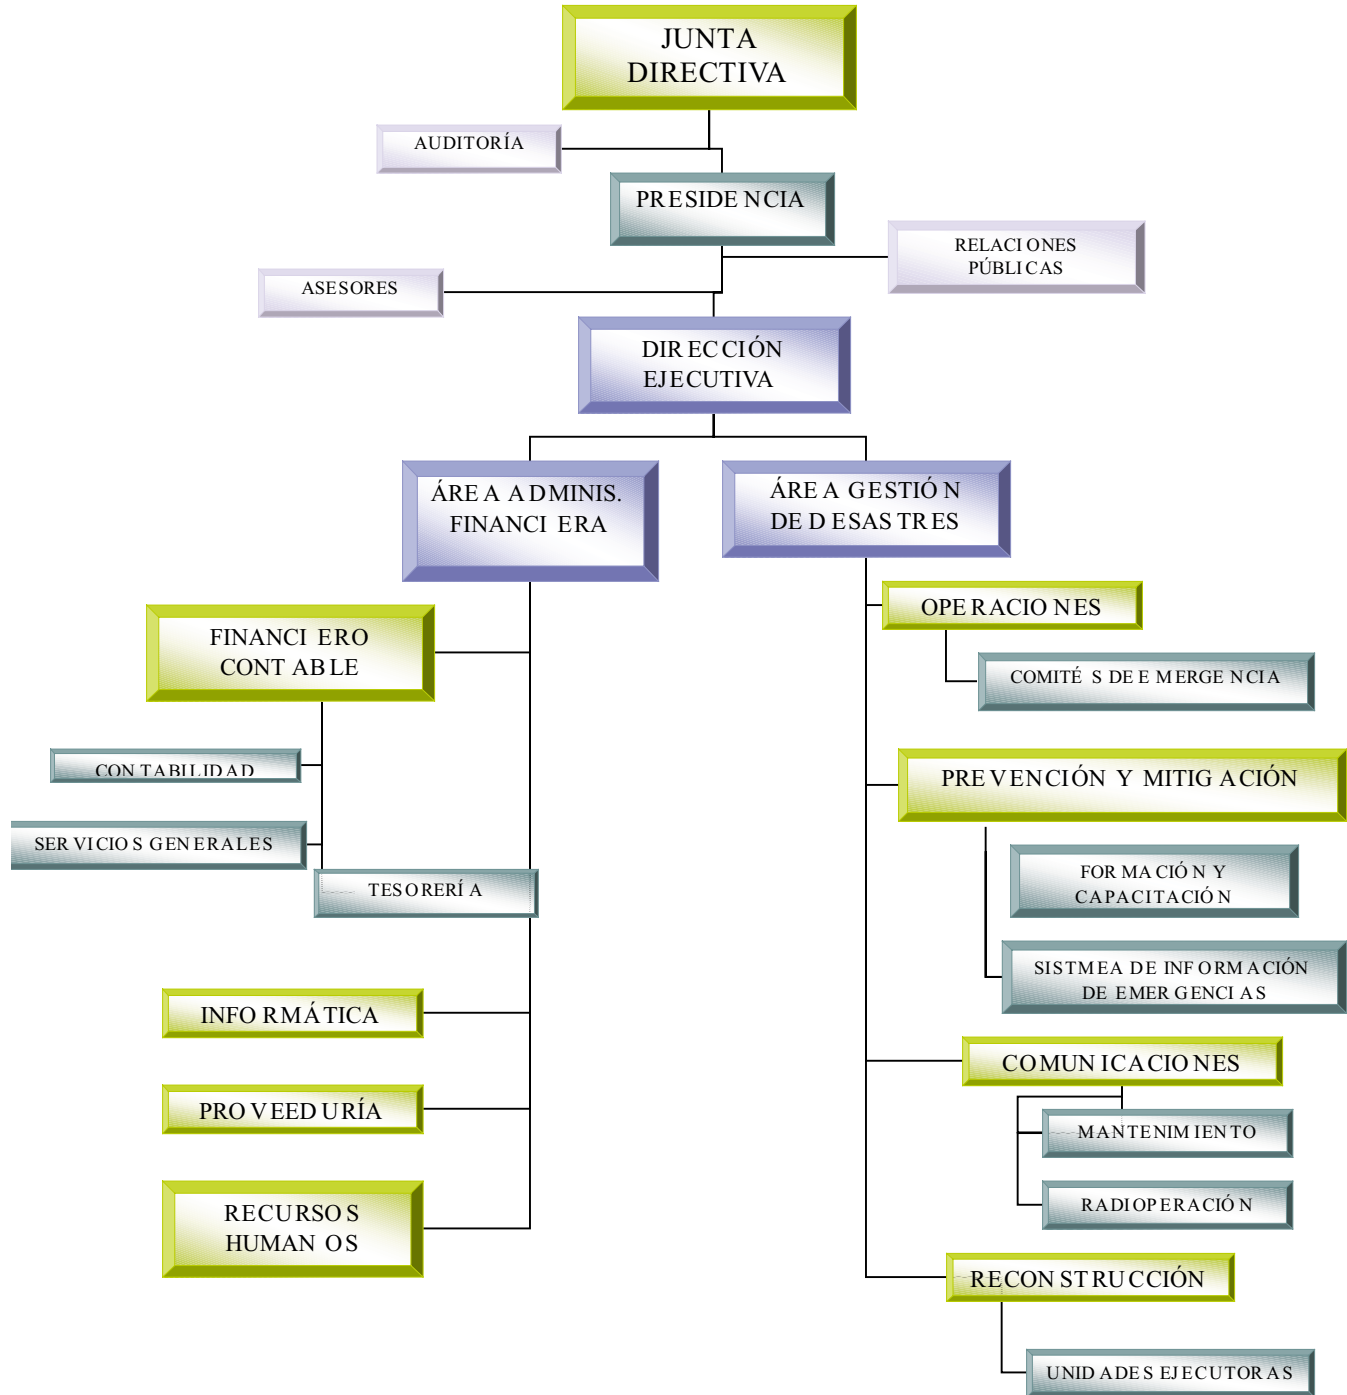 JUNTA
DIRECTIVA
AUDITORÍA
PRESIDENCIA
RELACIONES
PÚBLICAS
ASESORES
DIRECCIÓN
EJECUTIVA
ÁREA ADMINIS.
FINANCIERA
ÁREA GESTIÓN
DE DESASTRES
FINANCIERO
CONTABLE
CONTABILIDAD
SERVICIOS GENERALES
TESORERÍA
INFORMÁTICA
PROVEEDURÍA
RECURSOS
HUMANOS
OPERACIONES
COMITÉS DE EMERGENCIA
PREVENCIÓN Y MITIGACIÓN
FORMACIÓN Y
CAPACITACIÓN
SISTMEA DE INFORMACIÓN
DE EMERGENCIAS
COMUNICACIONES
MANTENIMIENTO
RADIOPERACIÓN
RECONSTRUCCIÓN
UNIDADES EJECUTORAS